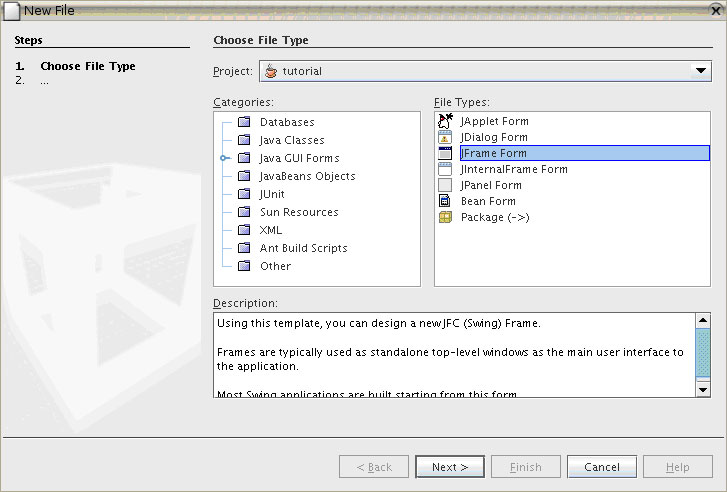 New File
Steps
1. Choose File Type
2. ...
Choose File Type
Project: tutorial
Categories:
Databases
Java Classes
Java GUI Forms
JavaBeans Objects
JUnit
Sun Resources
XML
Ant Build Scripts
Other
File Types:
JApplet Form
JDialog Form
JFrame Form
JInternalFrame Form
JPanel Form
Bean Form
Package (->)
Description:
Using this template, you can design a new JFC (Swing) Frame.
Frames are typically used as standalone top-level windows as the main user interface to
the application.
Most Swing applications are built starting from this form.
< Back
Next >
Finish
Cancel
Help